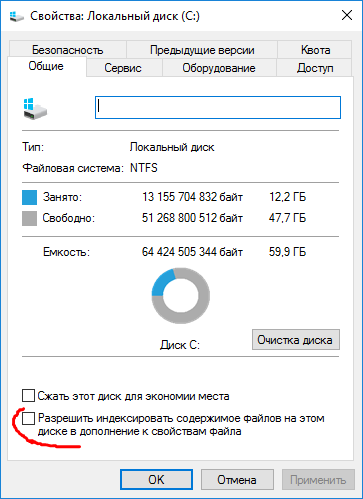 Свойства: Локальный диск (C:)
Безопасность Предыдущие версии Квота
Общие Сервис Оборудование Доступ
Тип: Локальный диск
Файловая система: NTFS
Занято: 13 155 704 832 байт 12,2 ГБ
Свободно: 51 268 800 512 байт 47,7 ГБ
Емкость: 64 424 505 344 байт 59,9 ГБ
Диск C: Очистка диска
Сжать этот диск для экономии места
Разрешить индексировать содержимое файлов на этом
диске в дополнение к свойствам файла
OK Отмена Применить